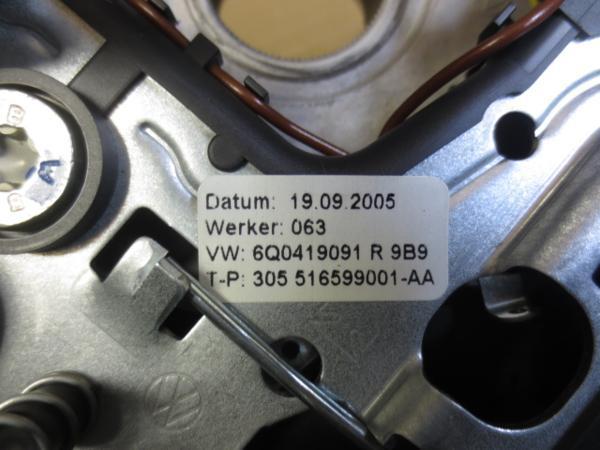 Datum: 19.09.2005
Werker: 063
VW: 6Q0419091 R 9B9
T-P: 305 516599001-AA